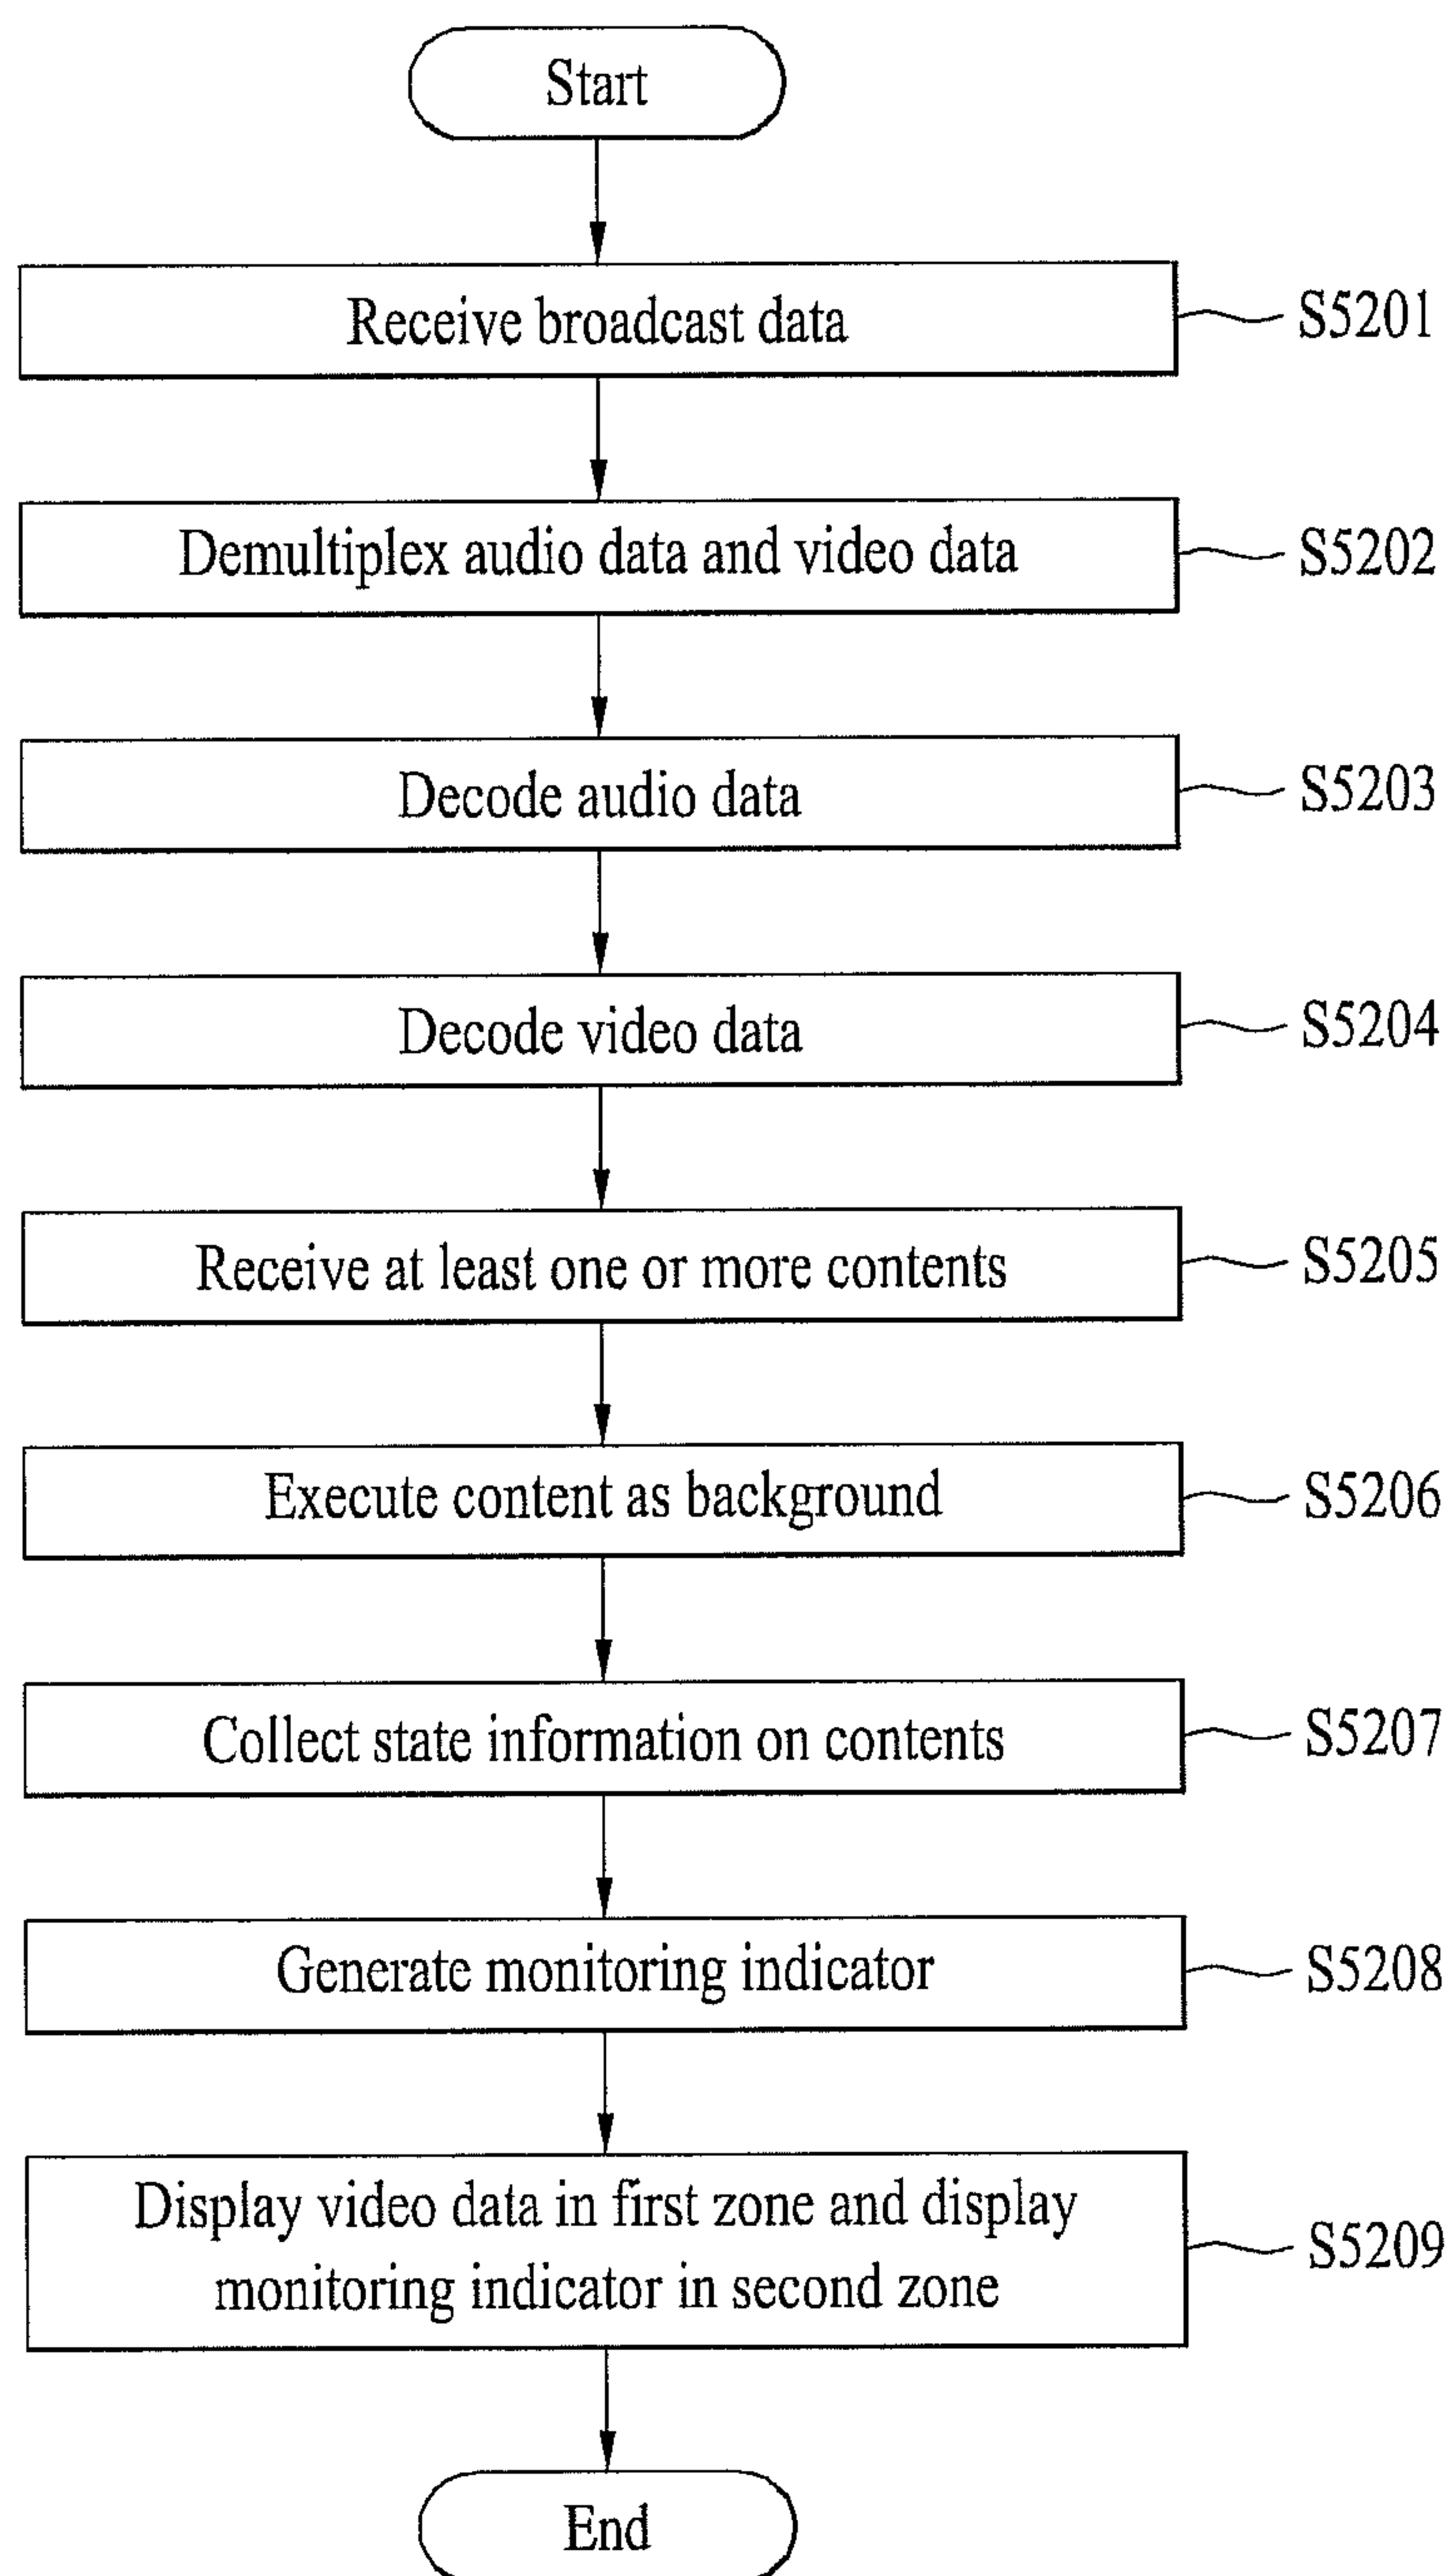 Start
Receive broadcast data
S5201
Demultiplex audio data and video data
S5202
Decode audio data
S5203
Decode video data
S5204
Receive at least one or more contents
S5205
Execute content as background
S5206
Collect state information on contents
S5207
Generate monitoring indicator
S5208
Display video data in first zone and display
monitoring indicator in second zone
S5209
End